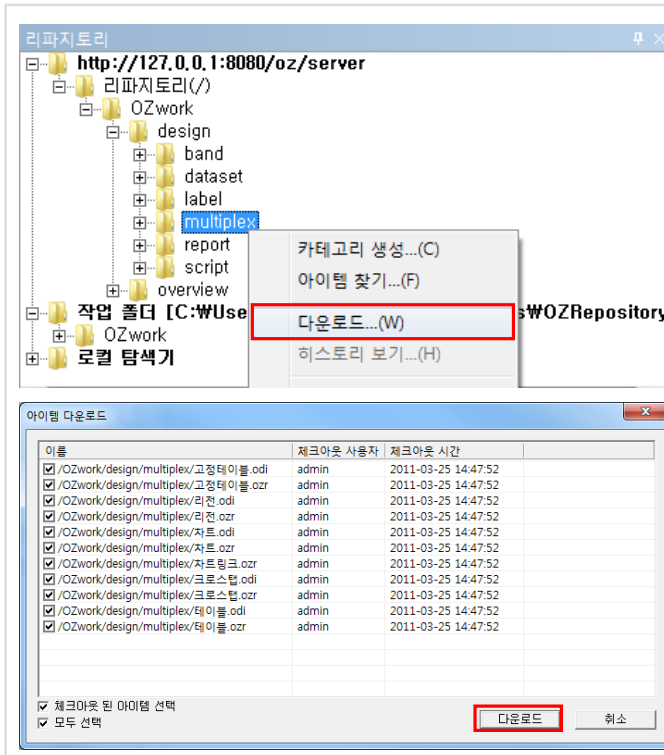 리파지토리
http://127.0.0.1:8080/oz/server
리파지토리(/)
OZwork
design
band
dataset
label
multiplex
report
script
overview
작업 폴더 [C:₩Use
s₩OZRepository
OZwork
로컬 탐색기
카테고리 생성...(C)
아이템 찾기...(F)
다운로드...(W)
히스토리 보기...(H)
아이템 다운로드
이름 체크아웃 사용자 체크아웃 시간
/OZwork/design/multiplex/고정테이블.odi admin 2011-03-25 14:47:52
/OZwork/design/multiplex/고정테이블.ozr admin 2011-03-25 14:47:52
/OZwork/design/multiplex/리전.odi admin 2011-03-25 14:47:52
/OZwork/design/multiplex/리전.ozr admin 2011-03-25 14:47:52
/OZwork/design/multiplex/차트.odi admin 2011-03-25 14:47:52
/OZwork/design/multiplex/차트.ozr admin 2011-03-25 14:47:52
/OZwork/design/multiplex/차트링크.ozr admin 2011-03-25 14:47:52
/OZwork/design/multiplex/크로스탭.odi admin 2011-03-25 14:47:52
/OZwork/design/multiplex/크로스탭.ozr admin 2011-03-25 14:47:52
/OZwork/design/multiplex/테이블.odi admin 2011-03-25 14:47:52
/OZwork/design/multiplex/테이블.ozr admin 2011-03-25 14:47:52
체크아웃 된 아이템 선택
모두 선택
다운로드 취소